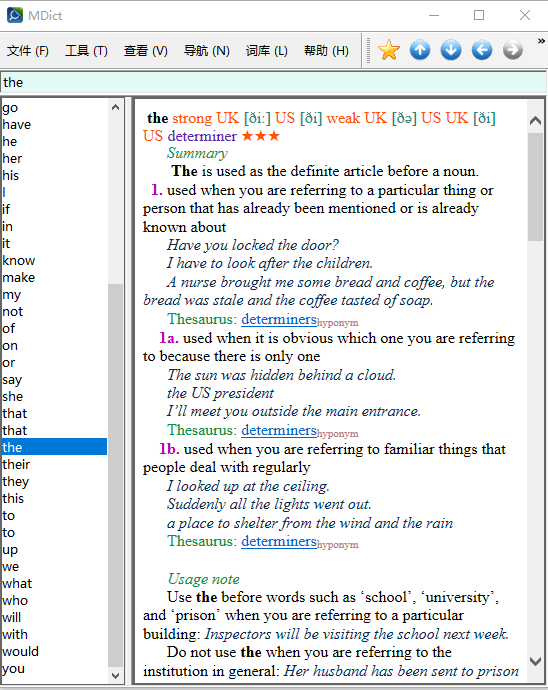 MDict
文件 (F) 工具 (T) 查看 (V) 导航 (N) 词库 (L) 帮助 (H) »
the
go
have
he
her
his
I
if
in
it
know
make
my
not
of
on
or
say
she
that
that
the
their
they
this
to
to
up
we
what
who
will
with
would
you
the strong UK [ðiː] US [ði] weak UK [ðə] US UK [ði]
US determiner ★★★
Summary
The is used as the definite article before a noun.
1. used when you are referring to a particular thing or
person that has already been mentioned or is already
known about
Have you locked the door?
I have to look after the children.
A nurse brought me some bread and coffee, but the
bread was stale and the coffee tasted of soap.
Thesaurus: determiners hyponym
1a. used when it is obvious which one you are referring
to because there is only one
The sun was hidden behind a cloud.
the US president
I’ll meet you outside the main entrance.
Thesaurus: determiners hyponym
1b. used when you are referring to familiar things that
people deal with regularly
I looked up at the ceiling.
Suddenly all the lights went out.
a place to shelter from the wind and the rain
Thesaurus: determiners hyponym
Usage note
Use the before words such as ‘school’, ‘university’,
and ‘prison’ when you are referring to a particular
building: Inspectors will be visiting the school next week.
Do not use the when you are referring to the
institution in general: Her husband has been sent to prison